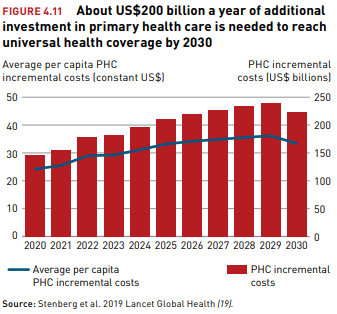 FIGURE 4.11 About US$200 billion a year of additional
investment in primary health care is needed to reach
universal health coverage by 2030
Average per capita PHC
incremental costs (constant US$)
PHC incremental
costs (US$ billions)
50
40
30
20
10
0
250
200
150
100
50
0
2020 2021 2022 2023 2024 2025 2026 2027 2028 2029 2030
Average per capita
PHC incremental costs
PHC incremental
costs
Source: Stenberg et al. 2019 Lancet Global Health (19).